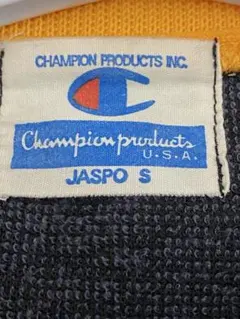 CHAMPION PRODUCTS INC.
Champion products
U.S.A.
JASPO S